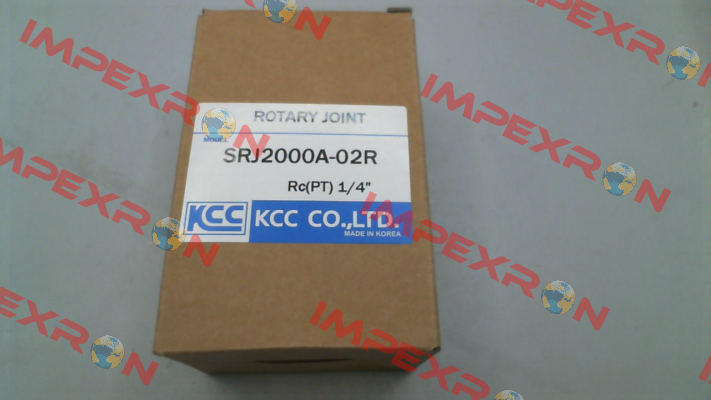 ROTARY JOINT
MODEL
SRJ2000A-02R
Rc(PT) 1/4"
KCC KCC CO.,LTD.
MADE IN KOREA
IMPEXRON
IMPEXRON
IMPEXRON
IMPEXRON
IMPEXRON
IMPEXRON